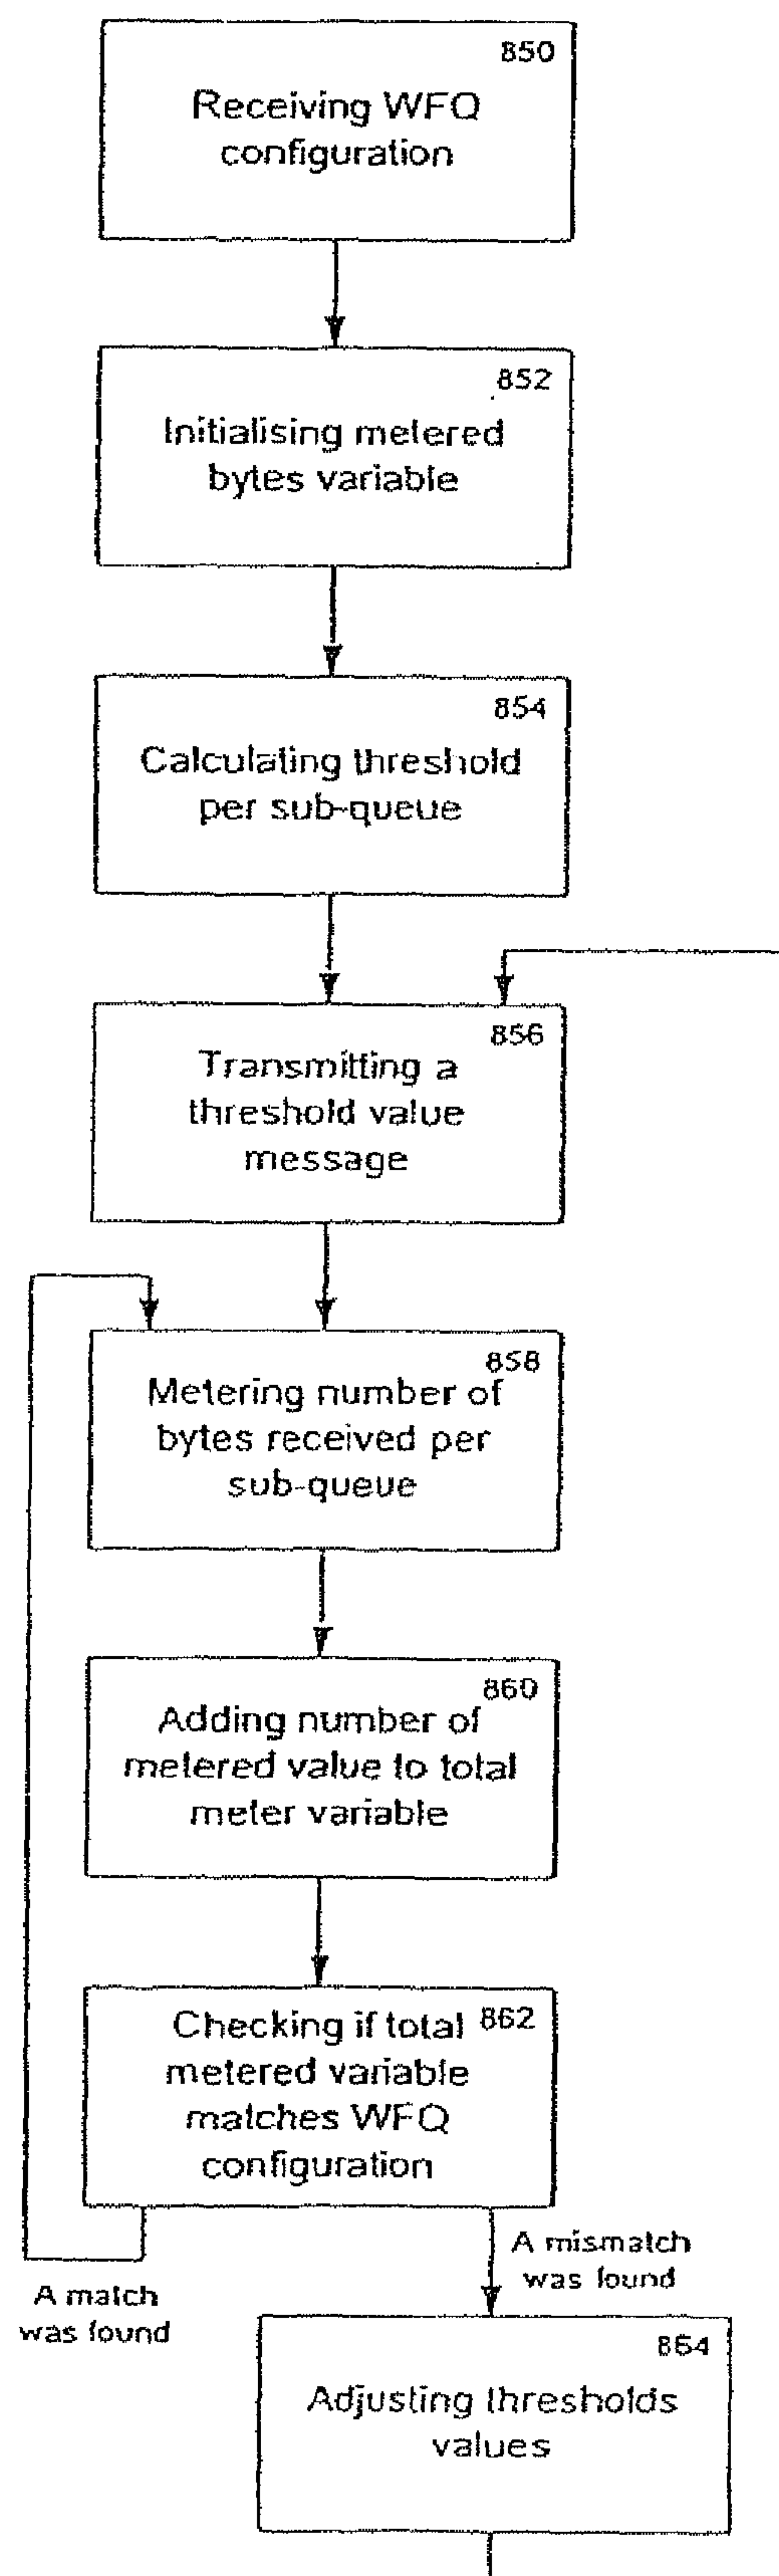 850
Receiving WFQ
configuration
852
Initialising metered
bytes variable
854
Calculating threshold
per sub-queue
856
Transmitting a
threshold value
message
858
Metering number of
bytes received per
sub-queue
860
Adding number of
metered value to total
meter variable
862
Checking if total
metered variable
matches WFQ
configuration
A mismatch
was found
A match
was found
864
Adjusting thresholds
values